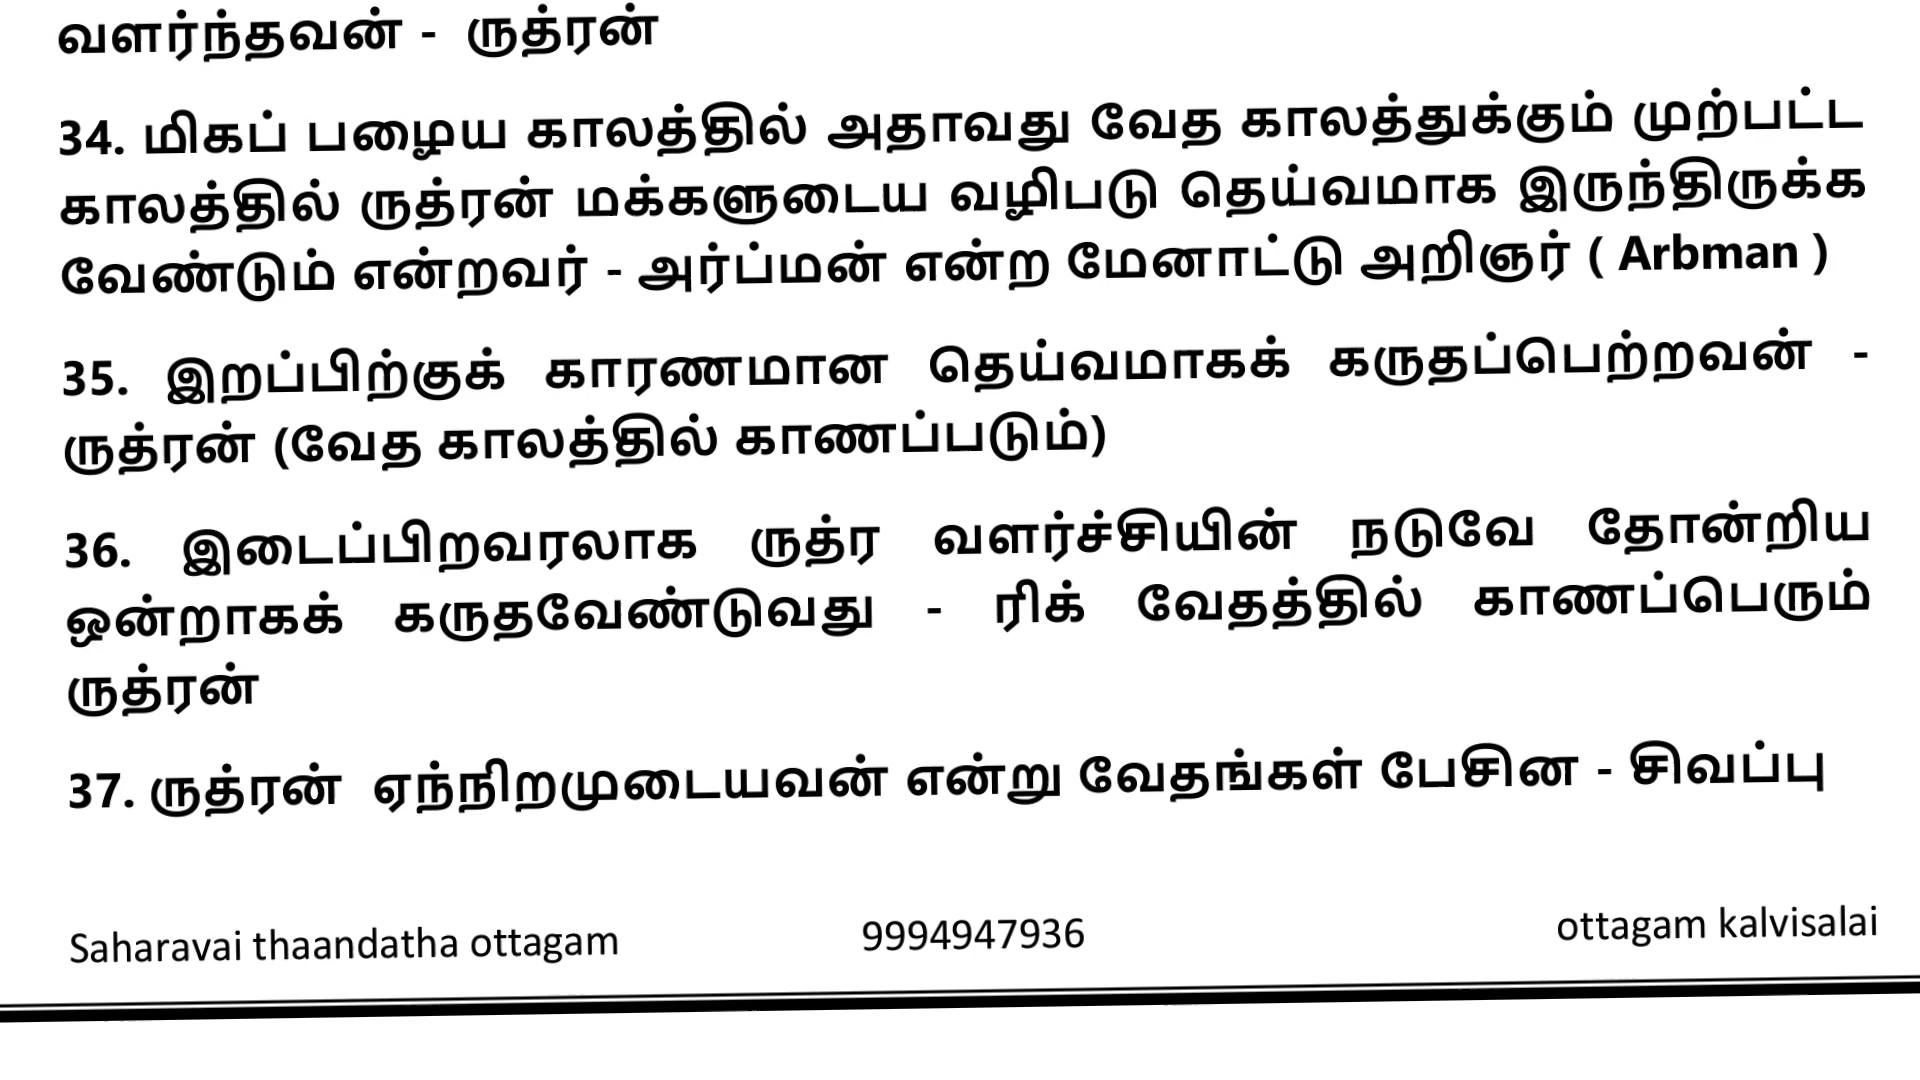 வளர்ந்தவன் - ருத்ரன்
34. மிகப் பழைய காலத்தில் அதாவது வேத காலத்துக்கும் முற்பட்ட
காலத்தில் ருத்ரன் மக்களுடைய வழிபடு தெய்வமாக இருந்திருக்க
வேண்டும் என்றவர் - அர்ப்மன் என்ற மேனாட்டு அறிஞர் ( Arbman )
35. இறப்பிற்குக் காரணமான தெய்வமாகக் கருதப்பெற்றவன் -
ருத்ரன் (வேத காலத்தில் காணப்படும்)
36. இடைப்பிறவரலாக ருத்ர வளர்ச்சியின் நடுவே தோன்றிய
ஒன்றாகக் கருதவேண்டுவது - ரிக் வேதத்தில் காணப்பெரும்
ருத்ரன்
37. ருத்ரன் ஏந்நிறமுடையவன் என்று வேதங்கள் பேசின - சிவப்பு
Saharavai thaandatha ottagam 9994947936 ottagam kalvisalai